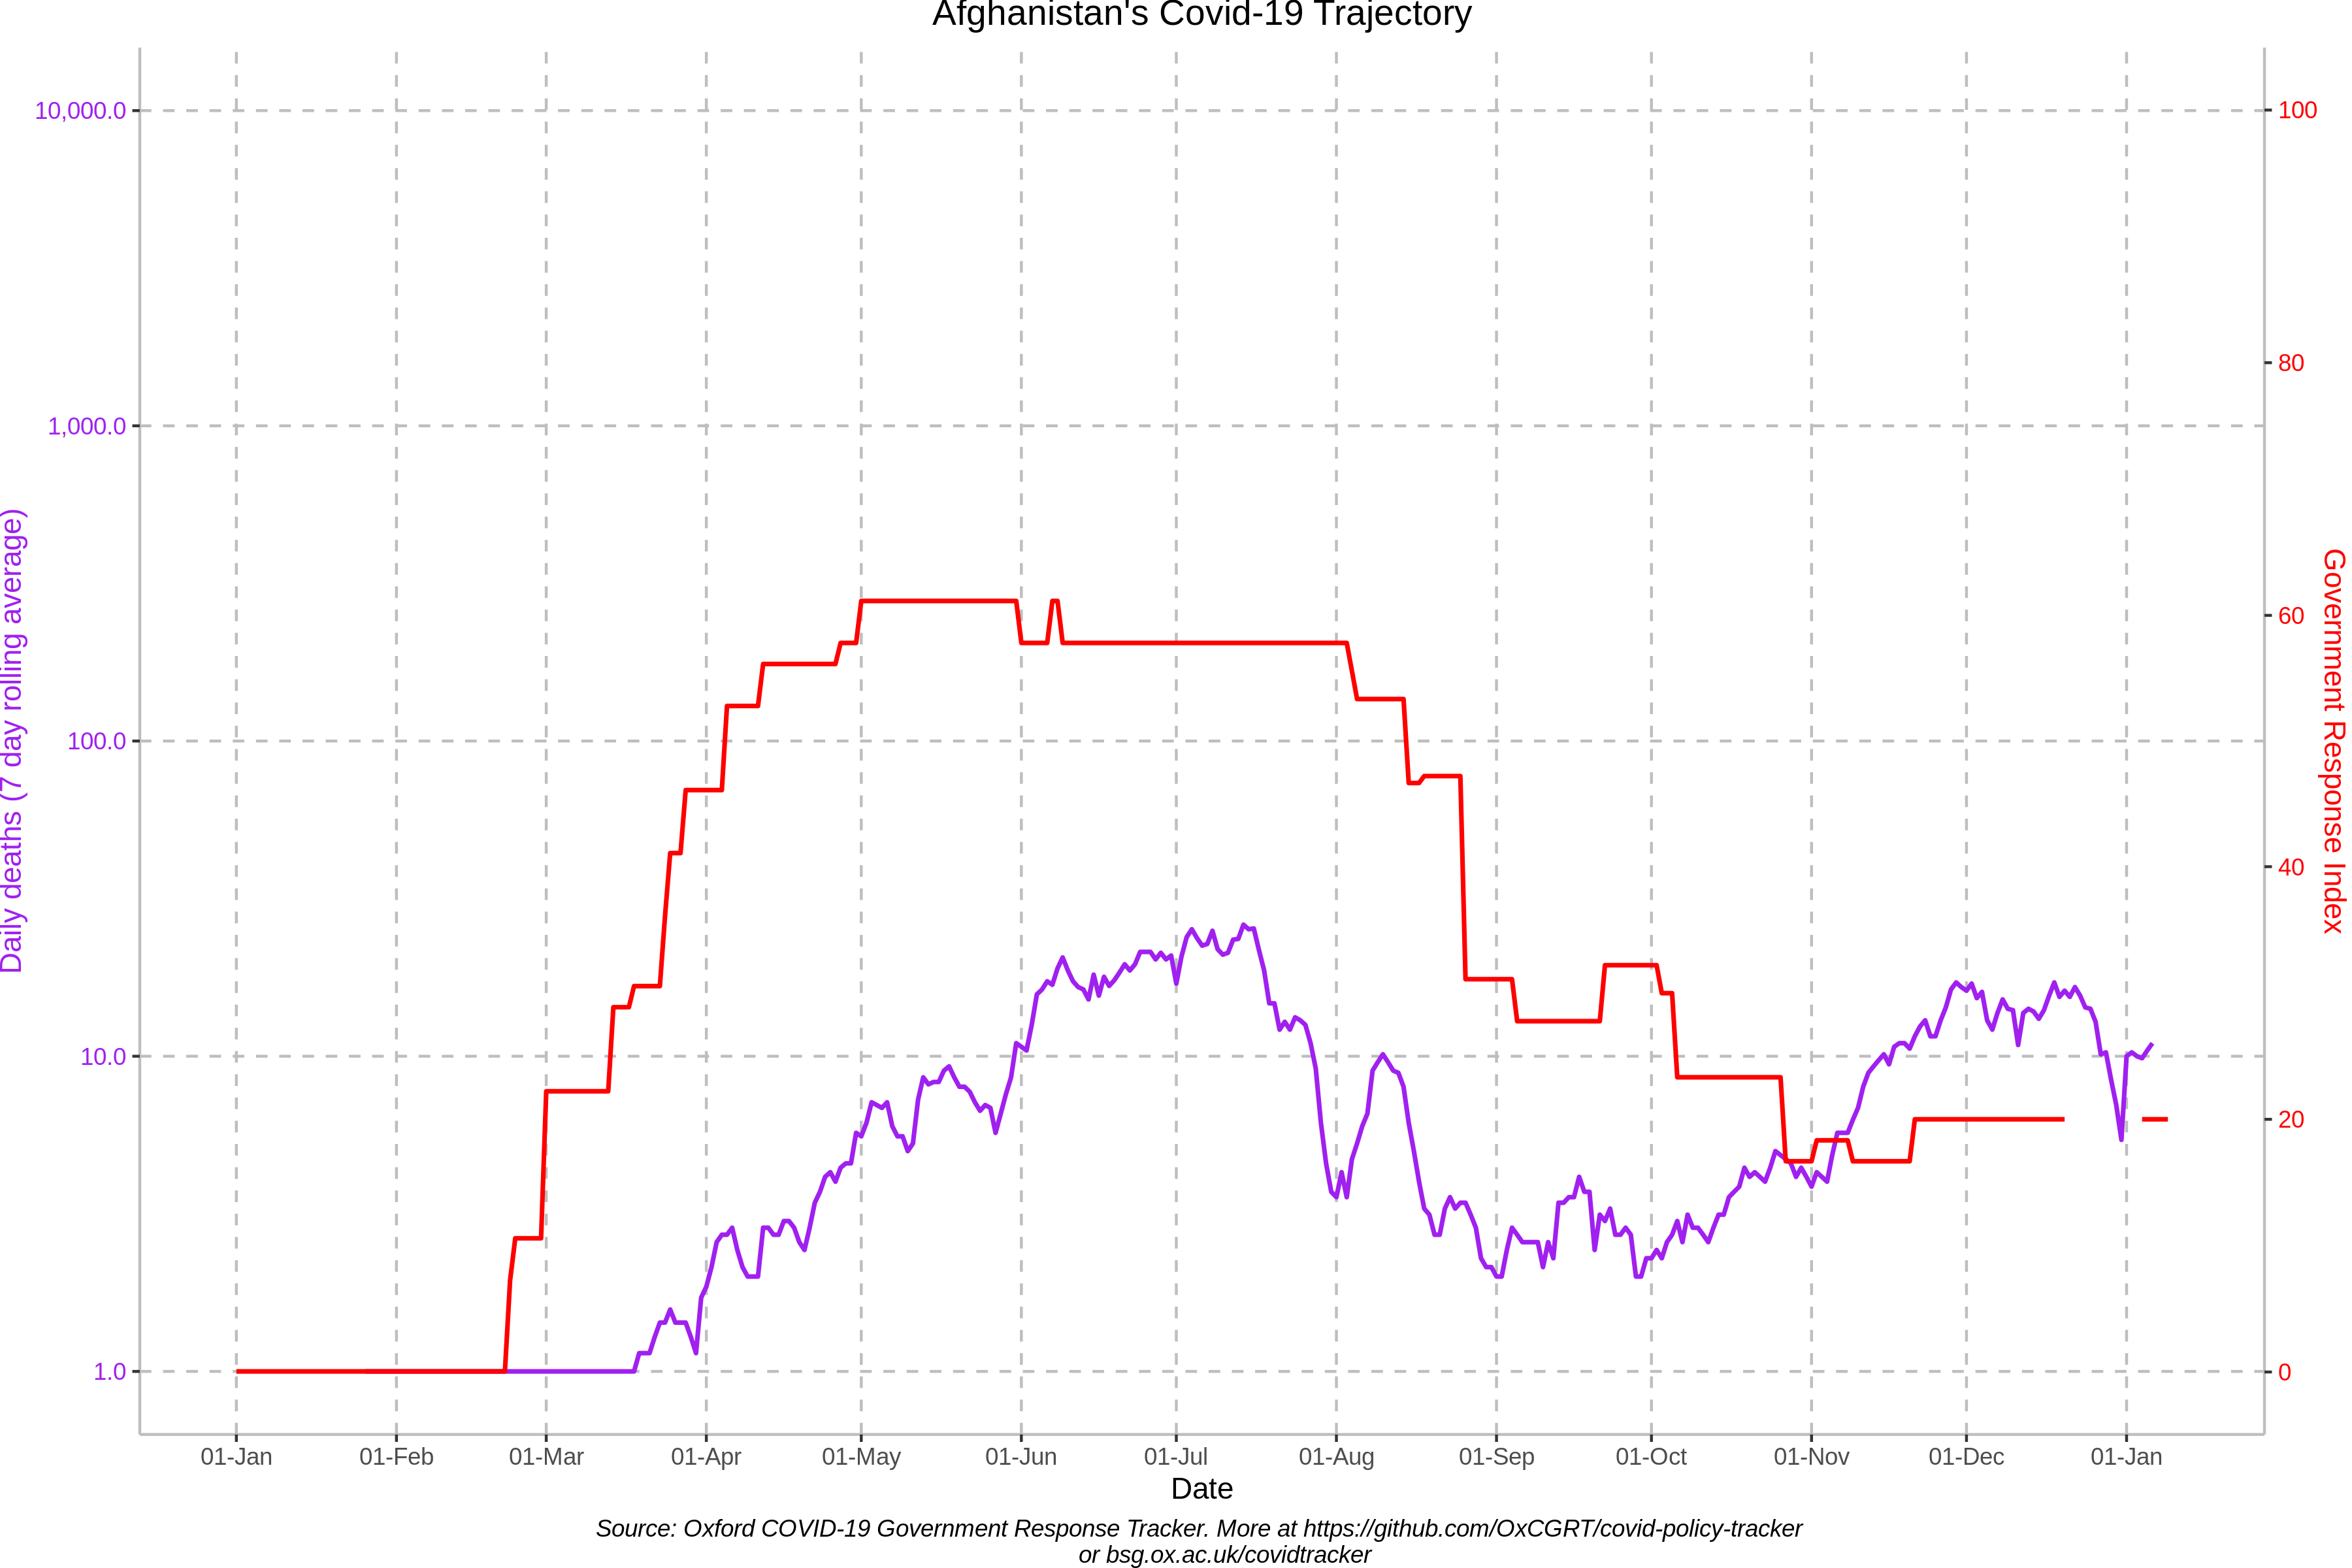 Afghanistan's Covid-19 Trajectory
Daily deaths (7 day rolling average)
10,000.0
1,000.0
100.0
10.0
1.0
100
80
60
40
20
0
Government Response Index
01-Jan 01-Feb 01-Mar 01-Apr 01-May 01-Jun 01-Jul 01-Aug 01-Sep 01-Oct 01-Nov 01-Dec 01-Jan
Date
Source: Oxford COVID-19 Government Response Tracker. More at https://github.com/OxCGRT/covid-policy-tracker
or bsg.ox.ac.uk/covidtracker